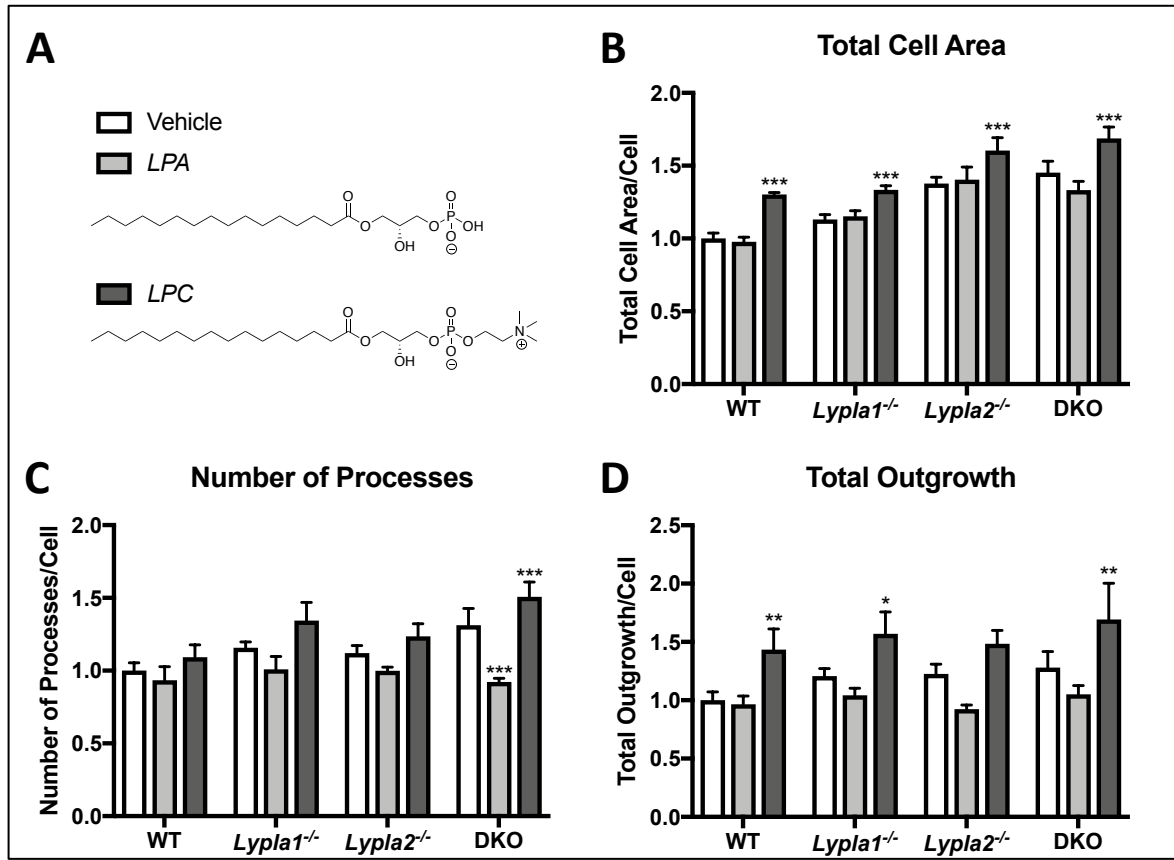 A
Vehicle
LPA
O
O
O
P
OH
O
OH
O
⊖
LPC
O
O
O
P
O
N
⊕
OH
O
⊖
B
Total Cell Area
Total Cell Area/Cell
2.0
1.5
1.0
0.5
0.0
***
***
***
***
WT
Lypla1-/-
Lypla2-/-
DKO
C
Number of Processes
Number of Processes/Cell
2.0
1.5
1.0
0.5
0.0
***
***
WT
Lypla1-/-
Lypla2-/-
DKO
D
Total Outgrowth
Total Outgrowth/Cell
2.5
2.0
1.5
1.0
0.5
0.0
**
*
**
WT
Lypla1-/-
Lypla2-/-
DKO